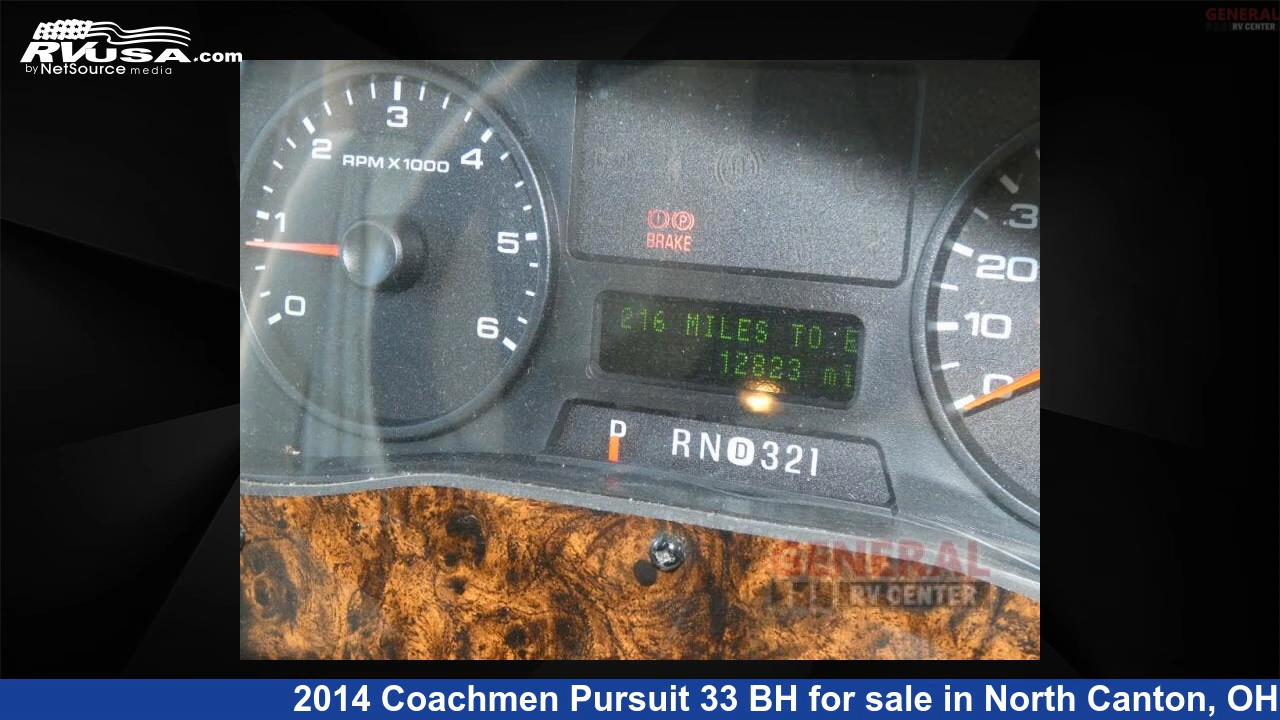 RVUSA.com
by NetSource media
GENERAL
RV CENTER
0 1 2 3 4 5 6
RPM X 1000
BRAKE
P
216 MILES TO E
12823 mi
P RND321
0 10 20 3
GENERAL
RV CENTER
2014 Coachmen Pursuit 33 BH for sale in North Canton, OH